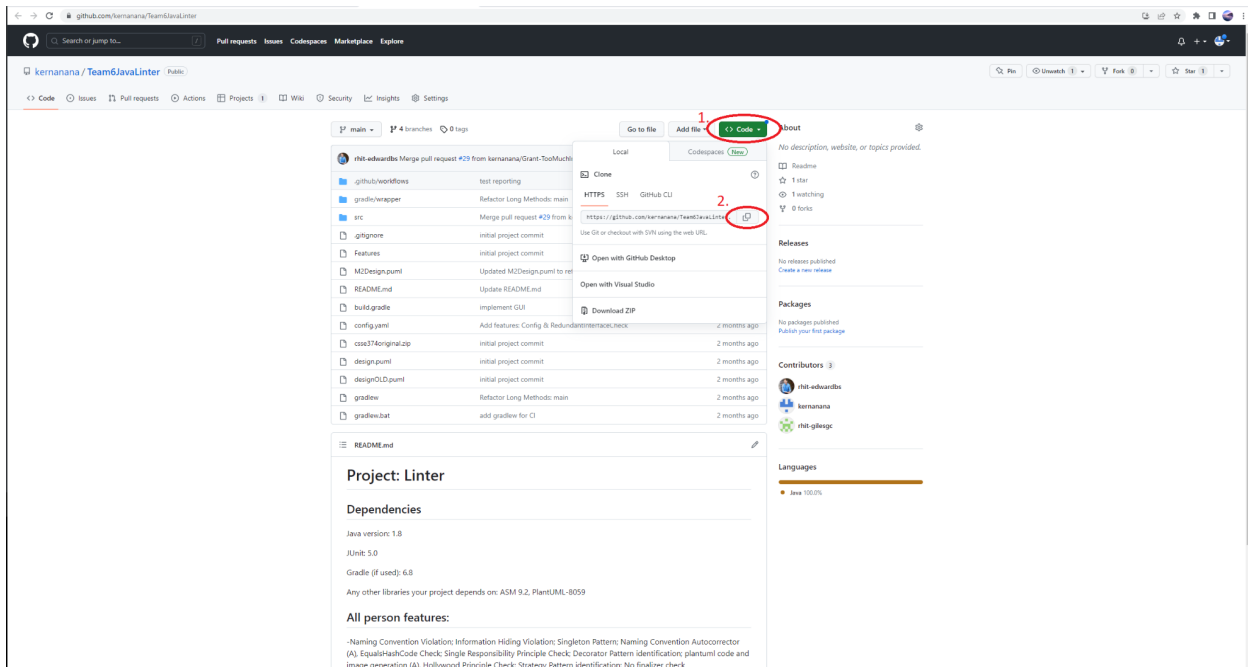 github.com/kernanana/Team6JavaLinter
Search or jump to... / Pull requests Issues Codespaces Marketplace Explore
kernanana / Team6JavaLinter Public
Pin Unwatch 1 Fork 0 Star 1
<> Code Issues Pull requests Actions Projects 1 Wiki Security Insights Settings
1.
main 4 branches 0 tags Go to file Add file <> Code
About
No description, website, or topics provided.
Readme
1 star
1 watching
0 forks
Releases
No releases published
Create a new release
Packages
No packages published
Publish your first package
Contributors 3
rhit-edwardbs
kernanana
rhit-gilesgc
Languages
Java 100.0%
Local Codespaces New
Clone
HTTPS SSH GitHub CLI
2.
https://github.com/kernanana/Team6JavaLinte
Use Git or checkout with SVN using the web URL.
Open with GitHub Desktop
Open with Visual Studio
Download ZIP
rhit-edwardbs Merge pull request #29 from kernanana/Grant-TooMuch
.github/workflows test reporting
gradle/wrapper Refactor Long Methods: main
src Merge pull request #29 from k
.gitignore initial project commit
Features initial project commit
M2Design.puml Updated M2Design.puml to ref
README.md Update README.md
build.gradle implement GUI
config.yaml Add features: Config & RedundantInterfaceCheck 2 months ago
csse374original.zip initial project commit 2 months ago
design.puml initial project commit 2 months ago
designOLD.puml initial project commit 2 months ago
gradlew Refactor Long Methods: main 2 months ago
gradlew.bat add gradlew for CI 2 months ago
README.md
Project: Linter
Dependencies
Java version: 1.8
JUnit: 5.0
Gradle (if used): 6.8
Any other libraries your project depends on: ASM 9.2, PlantUML-8059
All person features:
-Naming Convention Violation; Information Hiding Violation; Singleton Pattern; Naming Convention Autocorrector
(A), EqualsHashCode Check; Single Responsibility Principle Check; Decorator Pattern identification; plantuml code and
image generation (A), Hollywood Principle Check; Strategy Pattern identification; No finalizer check